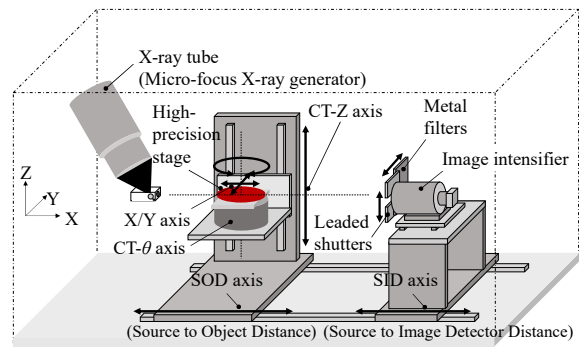 X-ray tube
(Micro-focus X-ray generator)
High-
precision
stage
CT-Z axis
Metal
filters
Image intensifier
Z
Y
X
X/Y axis
CT-θ axis
Leaded
shutters
SOD axis
SID axis
(Source to Object Distance)
(Source to Image Detector Distance)